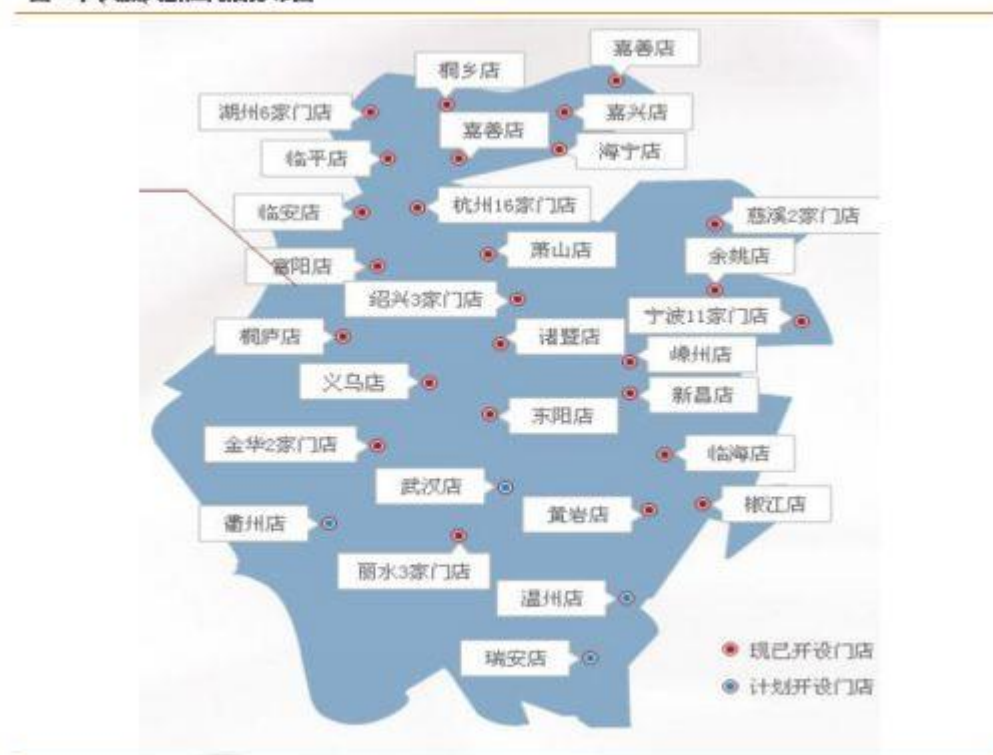 嘉善店
桐乡店
湖州6家门店
嘉兴店
嘉善店
海宁店
临平店
杭州16家门店
临安店
慈溪2家门店
萧山店
余姚店
富阳店
绍兴3家门店
宁波11家门店
桐庐店
诸暨店
嵊州店
义乌店
新昌店
东阳店
金华2家门店
临海店
武汉店
椒江店
黄岩店
衢州店
丽水3家门店
温州店
瑞安店
现已开设门店
计划开设门店